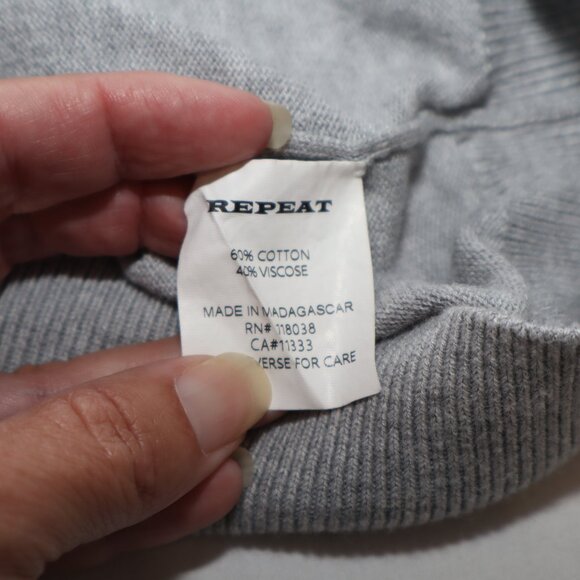 REPEAT
60% COTTON
40% VISCOSE
MADE IN MADAGASCAR
RN# 118038
CA#11333
VERSE FOR CARE